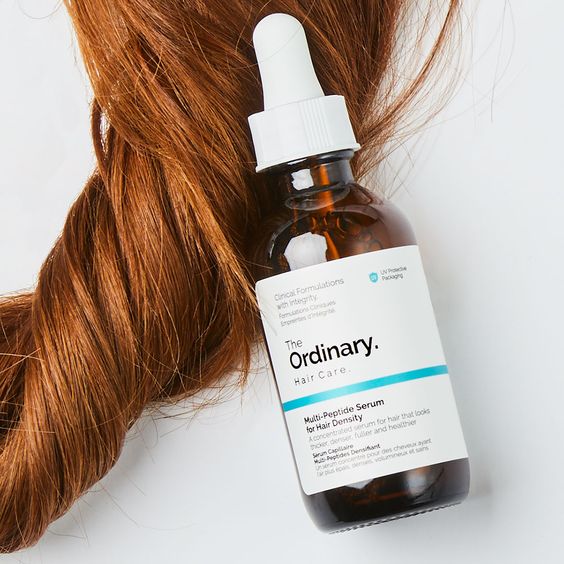 Clinical Formulations
with Integrity.
Formulations Cliniques
Empreintes d'Intégrité.
UV
UV Protective
Packaging
The
Ordinary.
Hair Care.
Multi-Peptide Serum
for Hair Density
A concentrated serum for hair that looks
thicker, denser, fuller and healthier
Sérum Capillaire
Multi-Peptides Densifiant
Un sérum concentré pour des cheveux ayant
l'air plus épais, denses, volumineux et sains